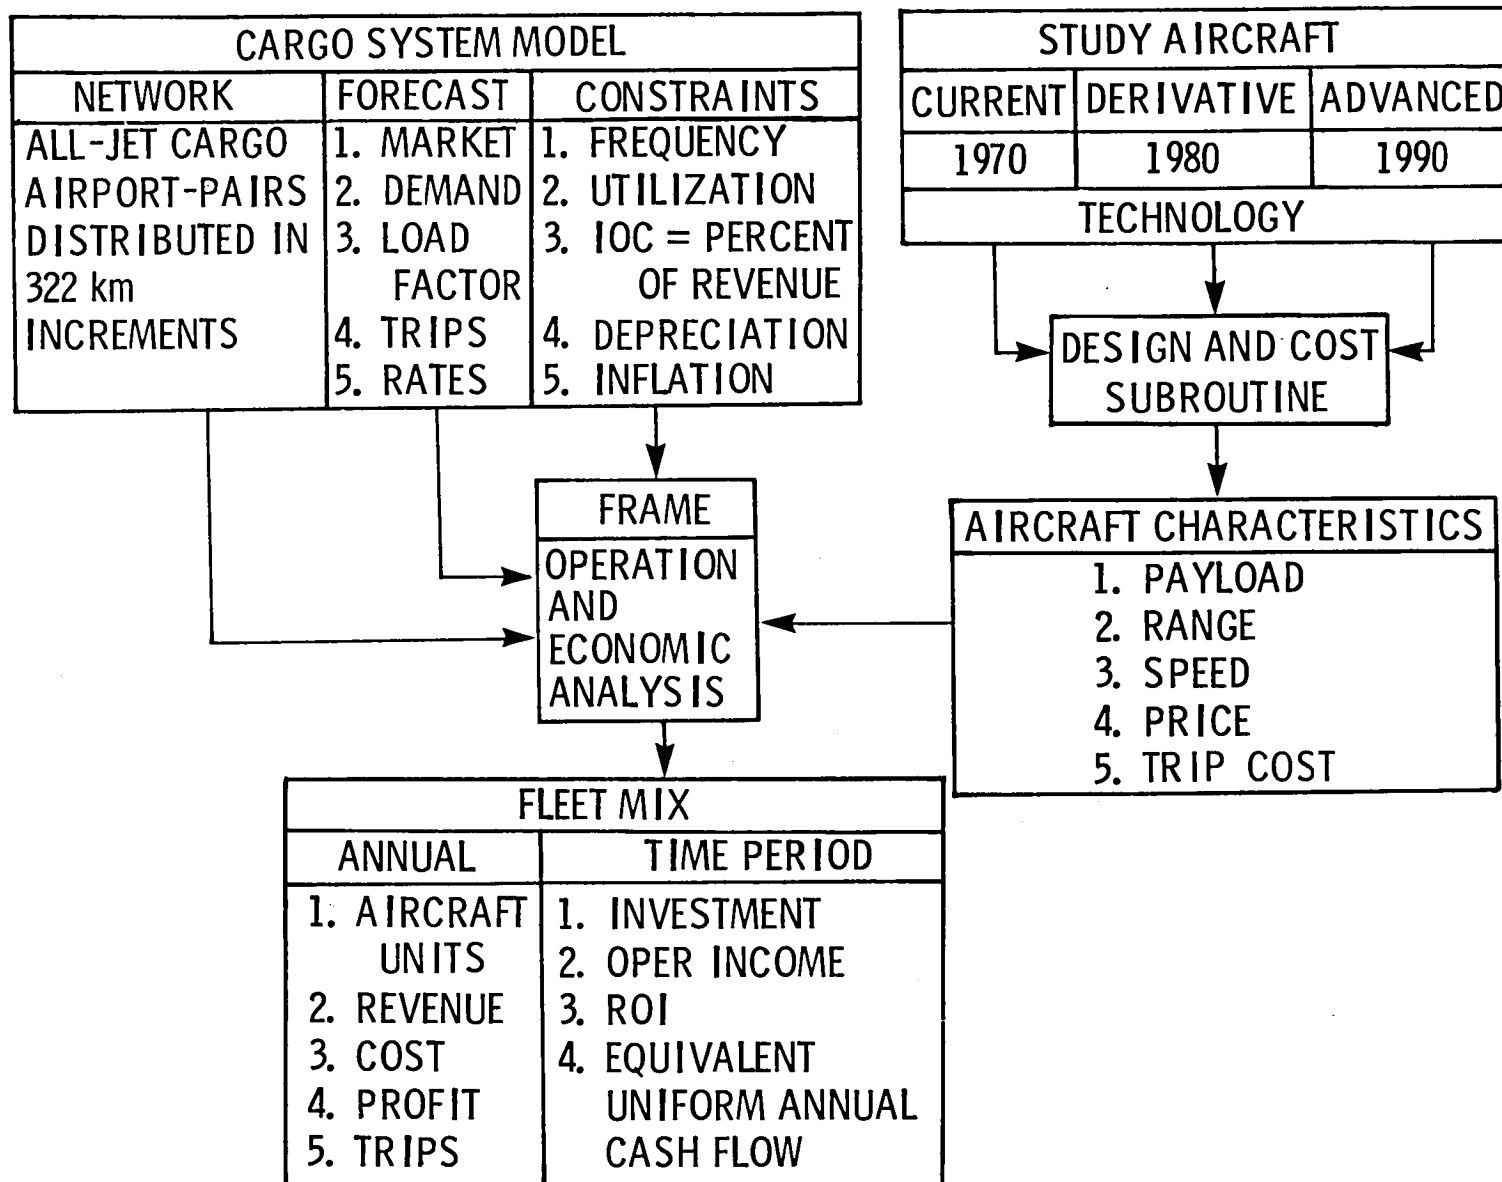 CARGO SYSTEM MODEL
NETWORK
ALL-JET CARGO
AIRPORT-PAIRS
DISTRIBUTED IN
322 km
INCREMENTS
FORECAST
1. MARKET
2. DEMAND
3. LOAD
FACTOR
4. TRIPS
5. RATES
CONSTRAINTS
1. FREQUENCY
2. UTILIZATION
3. IOC = PERCENT
OF REVENUE
4. DEPRECIATION
5. INFLATION
STUDY AIRCRAFT
CURRENT DERIVATIVE ADVANCED
1970 1980 1990
TECHNOLOGY
DESIGN AND COST
SUBROUTINE
AIRCRAFT CHARACTERISTICS
1. PAYLOAD
2. RANGE
3. SPEED
4. PRICE
5. TRIP COST
FRAME
OPERATION
AND
ECONOMIC
ANALYSIS
FLEET MIX
ANNUAL
1. AIRCRAFT
UNITS
2. REVENUE
3. COST
4. PROFIT
5. TRIPS
TIME PERIOD
1. INVESTMENT
2. OPER INCOME
3. ROI
4. EQUIVALENT
UNIFORM ANNUAL
CASH FLOW